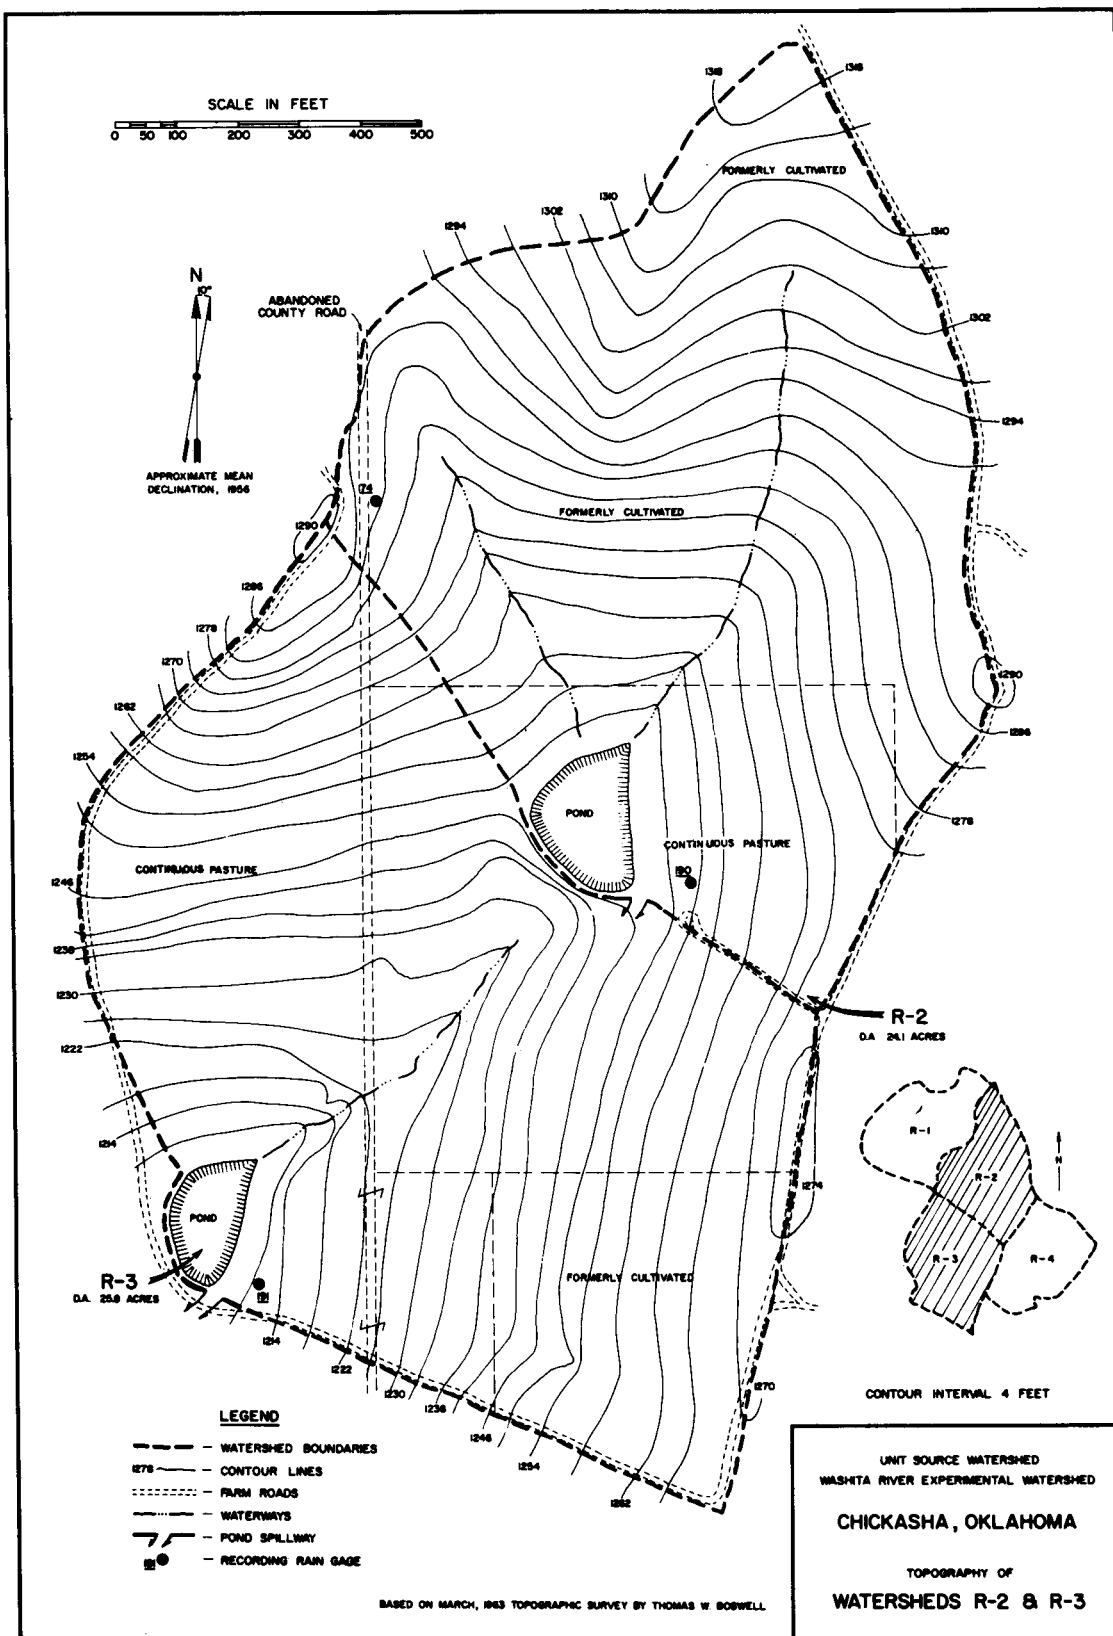 SCALE IN FEET
0 50 100 200 300 400 500
1318
1318
FORMERLY CULTIVATED
1310
1302
1294
1310
N
10°
ABANDONED
COUNTY ROAD
1302
1294
APPROXIMATE MEAN
DECLINATION, 1956
174
FORMERLY CULTIVATED
1290
1286
1278
1270
1290
1262
1286
1254
POND
CONTINUOUS PASTURE
1278
CONTINUOUS PASTURE
190
1246
1238
1230
R-2
D.A. 24.1 ACRES
1222
R-1
1214
N
R-2
1274
POND
R-3
R-4
R-3
D.A. 25.8 ACRES
191
FORMERLY CULTIVATED
1214
1222
1230
1270
CONTOUR INTERVAL 4 FEET
1238
1246
1254
1262
LEGEND
– WATERSHED BOUNDARIES
1278 – CONTOUR LINES
– FARM ROADS
– WATERWAYS
– POND SPILLWAY
– RECORDING RAIN GAGE
UNIT SOURCE WATERSHED
WASHITA RIVER EXPERIMENTAL WATERSHED
CHICKASHA, OKLAHOMA
TOPOGRAPHY OF
WATERSHEDS R-2 & R-3
BASED ON MARCH, 1963 TOPOGRAPHIC SURVEY BY THOMAS W. BOSWELL